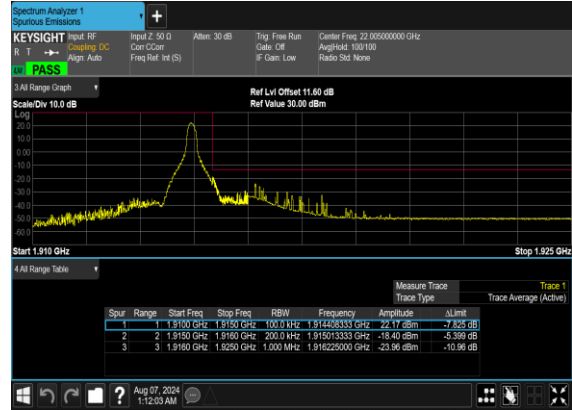 Spectrum Analyzer 1
Spurious Emissions
KEYSIGHT Input: RF Input Z: 50 Ω Atten: 30 dB Trig: Free Run Center Freq: 22.005000000 GHz
R T Coupling: DC Corr CCorr Gate: Off Avg|Hold: 100/100
Align: Auto Freq Ref: Int (S) IF Gain: Low Radio Std: None
LM PASS
3 All Range Graph
Ref Lvl Offset 11.60 dB
Scale/Div 10.0 dB Ref Value 30.00 dBm
Log
20.0
10.0
0.00
-10.0
-20.0
-30.0
-40.0
-50.0
-60.0
Start 1.910 GHz Stop 1.925 GHz
4 All Range Table
Measure Trace Trace 1
Trace Type Trace Average (Active)
Spur Range Start Freq Stop Freq RBW Frequency Amplitude ΔLimit
1 1 1.9100 GHz 1.9150 GHz 100.0 kHz 1.914408333 GHz 22.17 dBm -7.825 dB
2 2 1.9150 GHz 1.9160 GHz 200.0 kHz 1.915013333 GHz -18.40 dBm -5.399 dB
3 3 1.9160 GHz 1.9250 GHz 1.000 MHz 1.916225000 GHz -23.96 dBm -10.96 dB
? Aug 07, 2024
1:12:03 AM